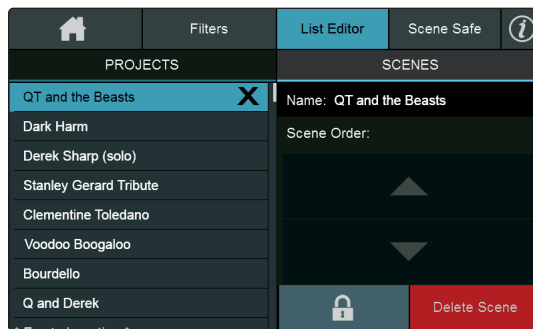 Filters
List Editor
Scene Safe
i
PROJECTS
SCENES
QT and the Beasts
X
Dark Harm
Derek Sharp (solo)
Stanley Gerard Tribute
Clementine Toledano
Voodoo Boogaloo
Bourdello
Q and Derek
Name: QT and the Beasts
Scene Order:
Delete Scene